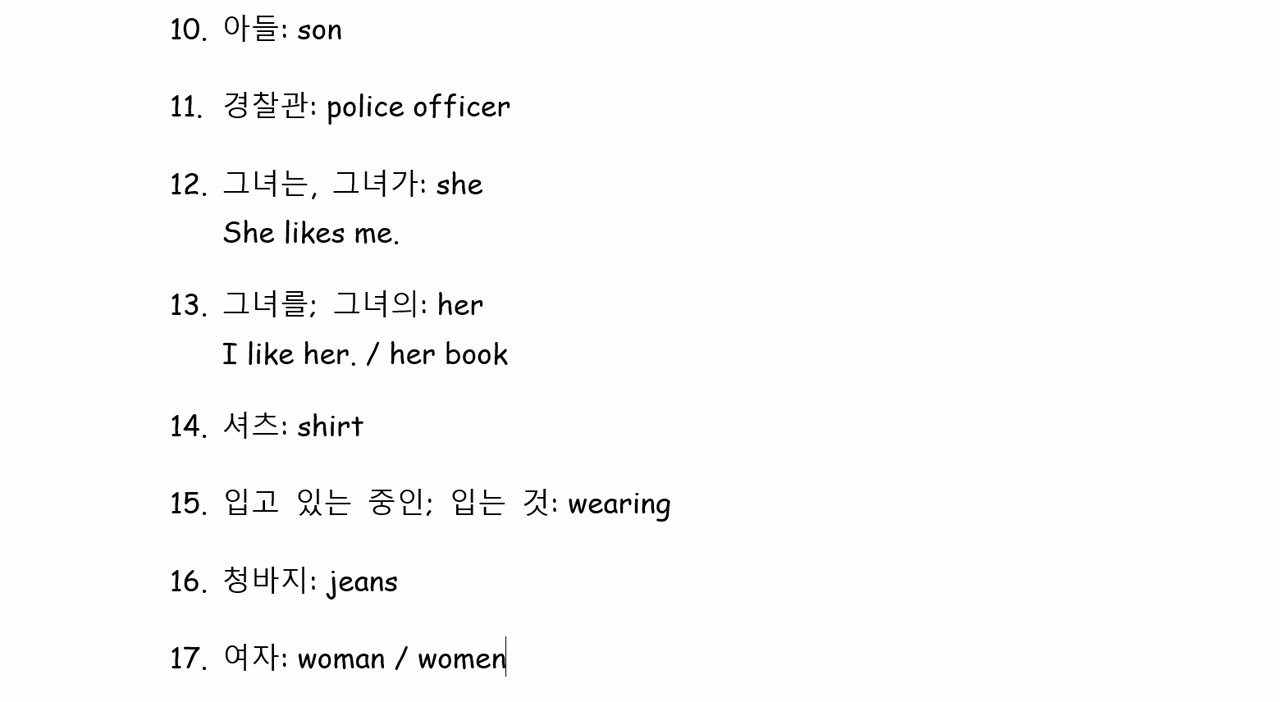 10. 아들: son
11. 경찰관: police officer
12. 그녀는, 그녀가: she
She likes me.
13. 그녀를; 그녀의: her
I like her. / her book
14. 셔츠: shirt
15. 입고 있는 중인; 입는 것: wearing
16. 청바지: jeans
17. 여자: woman / women